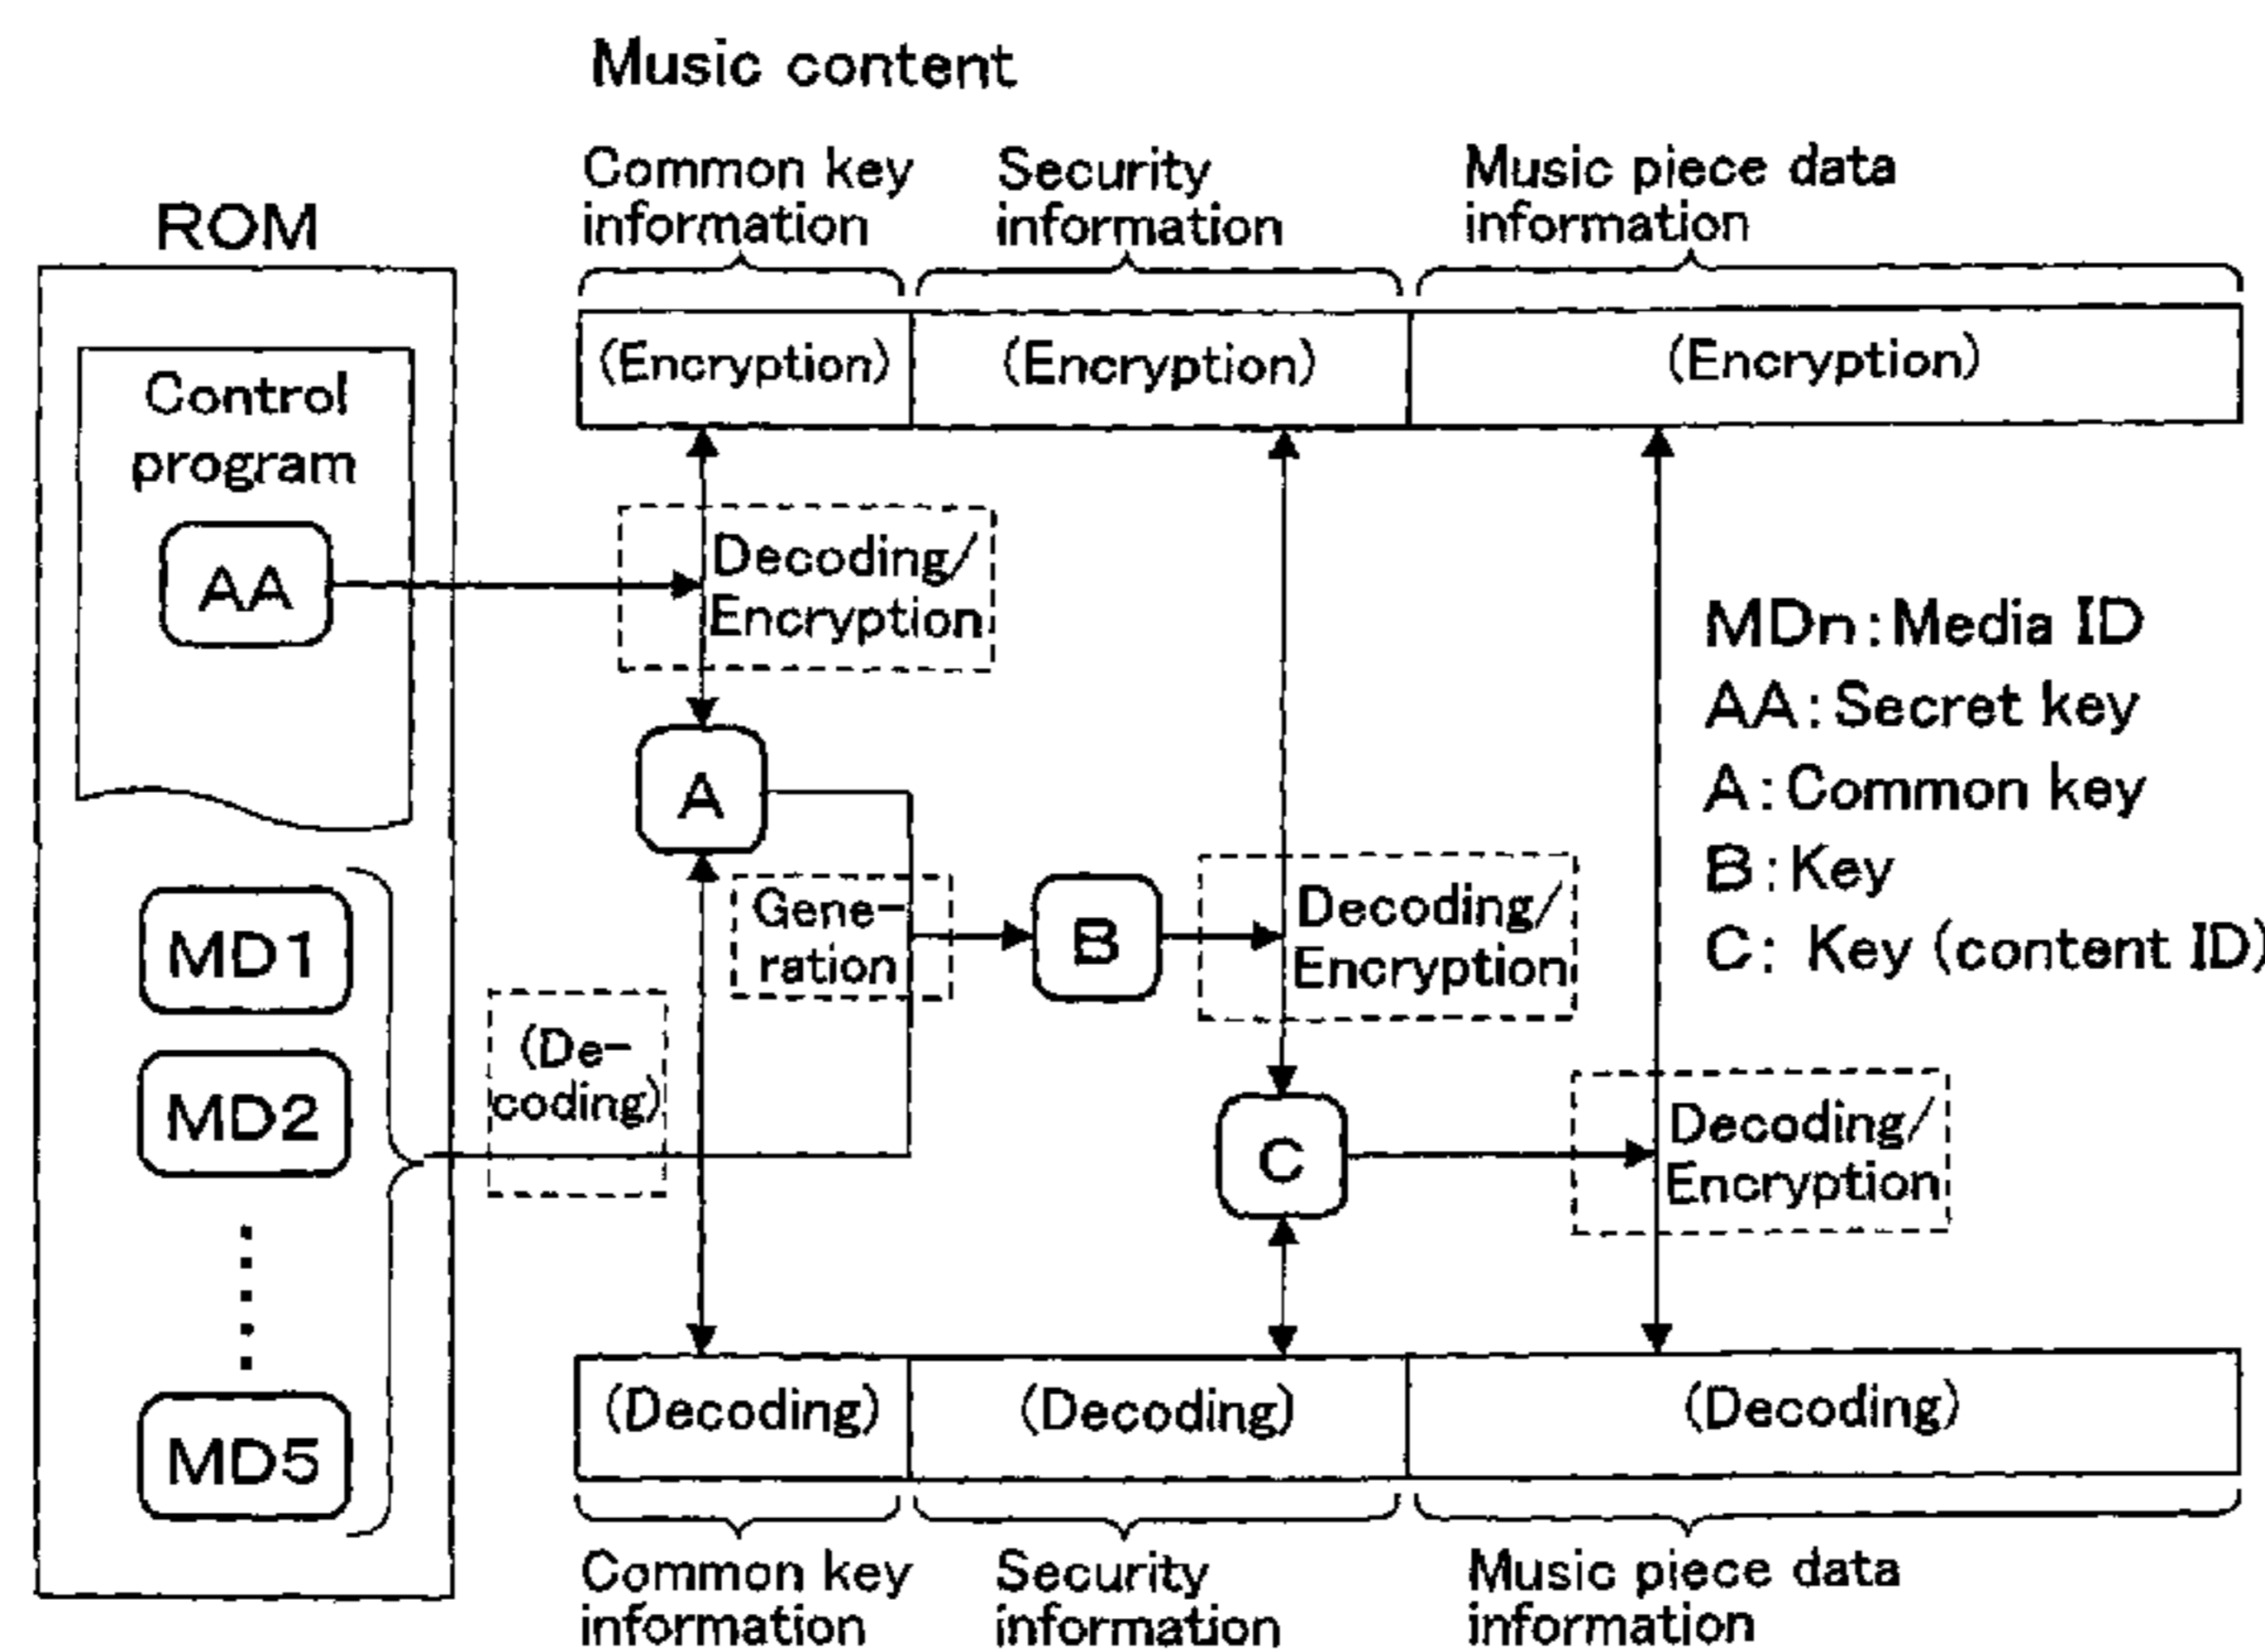 Music content
Common key
information
Security
information
Music piece data
information
ROM
(Encryption)
(Encryption)
(Encryption)
Control
program
AA
Decoding/
Encryption
MDn:Media ID
AA:Secret key
A:Common key
B:Key
C: Key (content ID)
A
MD1
Gene-
ration
B
Decoding/
Encryption
(De-
coding)
MD2
C
Decoding/
Encryption
MD5
(Decoding)
(Decoding)
(Decoding)
Common key
information
Security
information
Music piece data
information